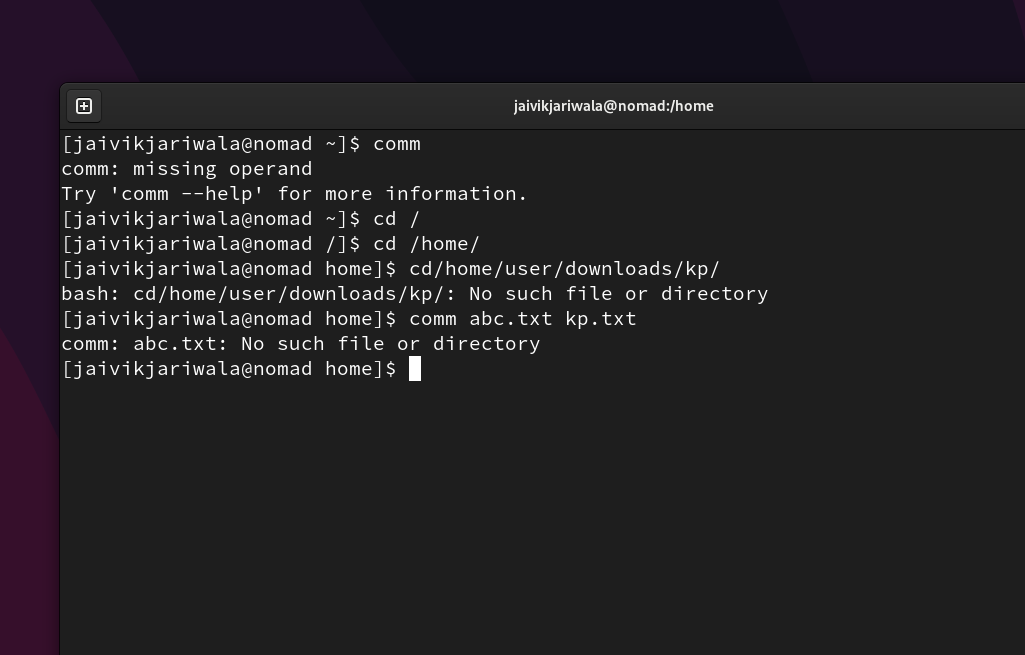 jaivikjariwala@nomad:/home
[jaivikjariwala@nomad ~]$ comm
comm: missing operand
Try 'comm --help' for more information.
[jaivikjariwala@nomad ~]$ cd /
[jaivikjariwala@nomad /]$ cd /home/
[jaivikjariwala@nomad home]$ cd/home/user/downloads/kp/
bash: cd/home/user/downloads/kp/: No such file or directory
[jaivikjariwala@nomad home]$ comm abc.txt kp.txt
comm: abc.txt: No such file or directory
[jaivikjariwala@nomad home]$